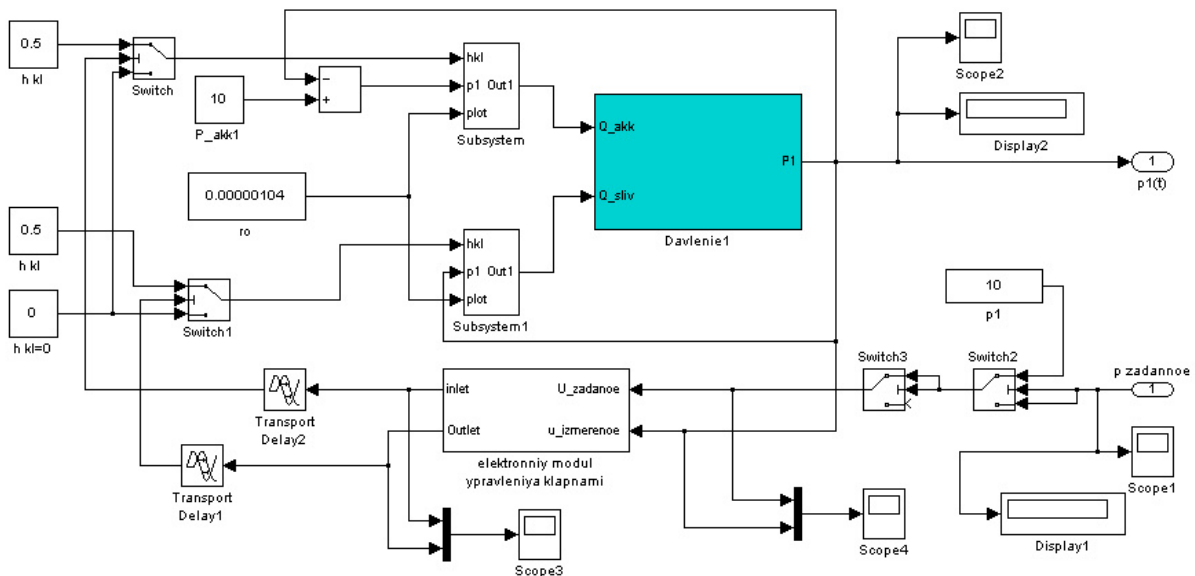 0.5
h kl
Switch
10
P_akk1
−
+
hkl
p1 Out1
plot
Subsystem
Q_akk
P1
Q_sliv
Davlenie1
Scope2
Display2
1
p1(t)
0.00000104
ro
0.5
h kl
0
h kl=0
Switch1
hkl
p1 Out1
plot
Subsystem1
10
p1
Switch3
Switch2
p zadannoe
1
inlet
U_zadanoe
Outlet
u_izmerenoe
elektronniy modul
ypravleniya klapnami
Transport
Delay2
Transport
Delay1
Scope3
Scope4
Scope1
Display1